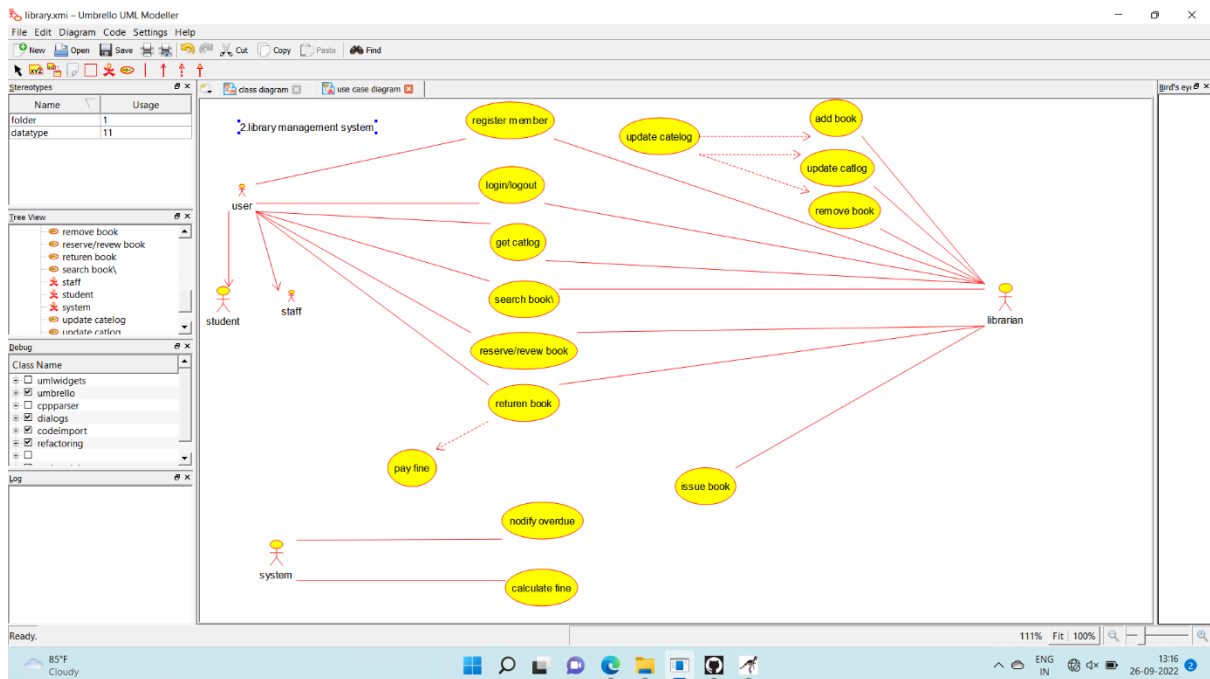 library.xmi – Umbrello UML Modeller
File Edit Diagram Code Settings Help
New Open Save Cut Copy Paste Find
Stereotypes
Name Usage
folder 1
datatype 11
Tree View
remove book
reserve/revew book
returen book
search book\
staff
student
system
update catelog
update catlog
Debug
Class Name
umlwidgets
umbrello
cppparser
dialogs
codeimport
refactoring
Log
class diagram use case diagram
2.library management system
register member
update catelog
add book
login/logout
update catlog
user
remove book
get catlog
search book\
student
staff
librarian
reserve/revew book
returen book
pay fine
issue book
nodify overdue
system
calculate fine
Bird's eye
Ready.
111% Fit 100%
85°F
Cloudy
ENG
IN
13:16
26-09-2022
2